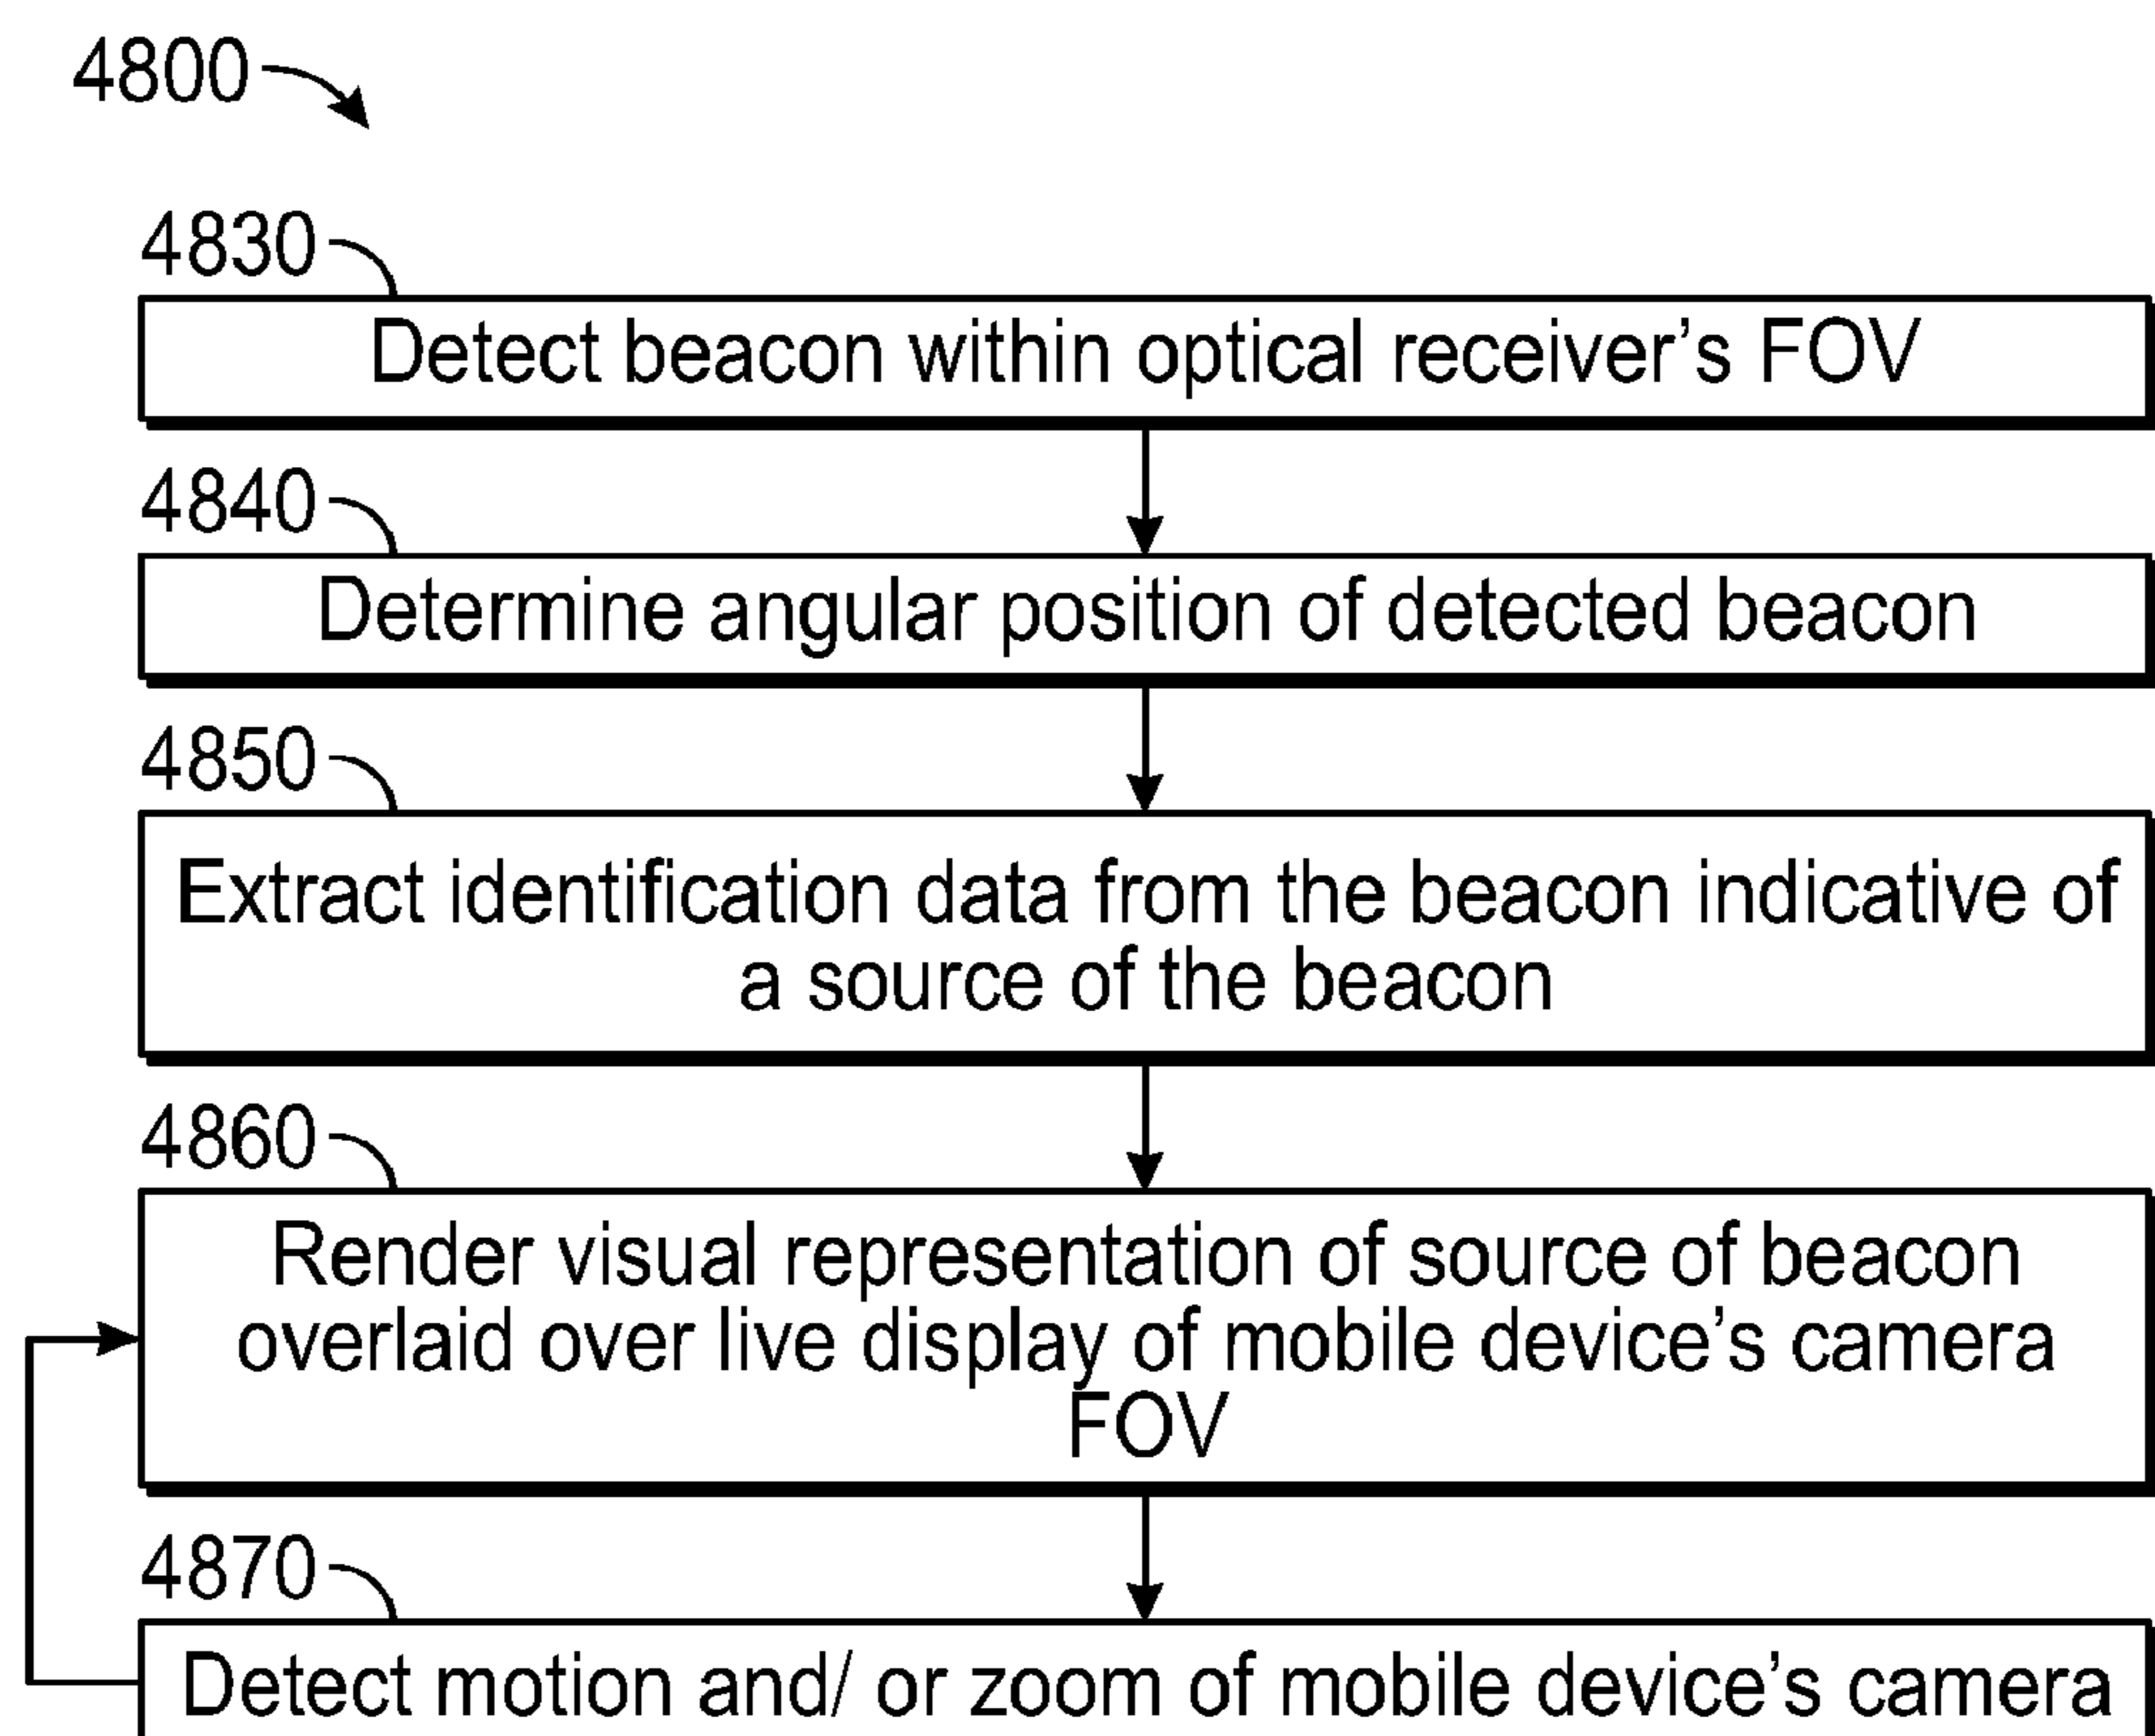 4800
4830
Detect beacon within optical receiver’s FOV
4840
Determine angular position of detected beacon
4850
Extract identification data from the beacon indicative of
a source of the beacon
4860
Render visual representation of source of beacon
overlaid over live display of mobile device’s camera
FOV
4870
Detect motion and/ or zoom of mobile device’s camera